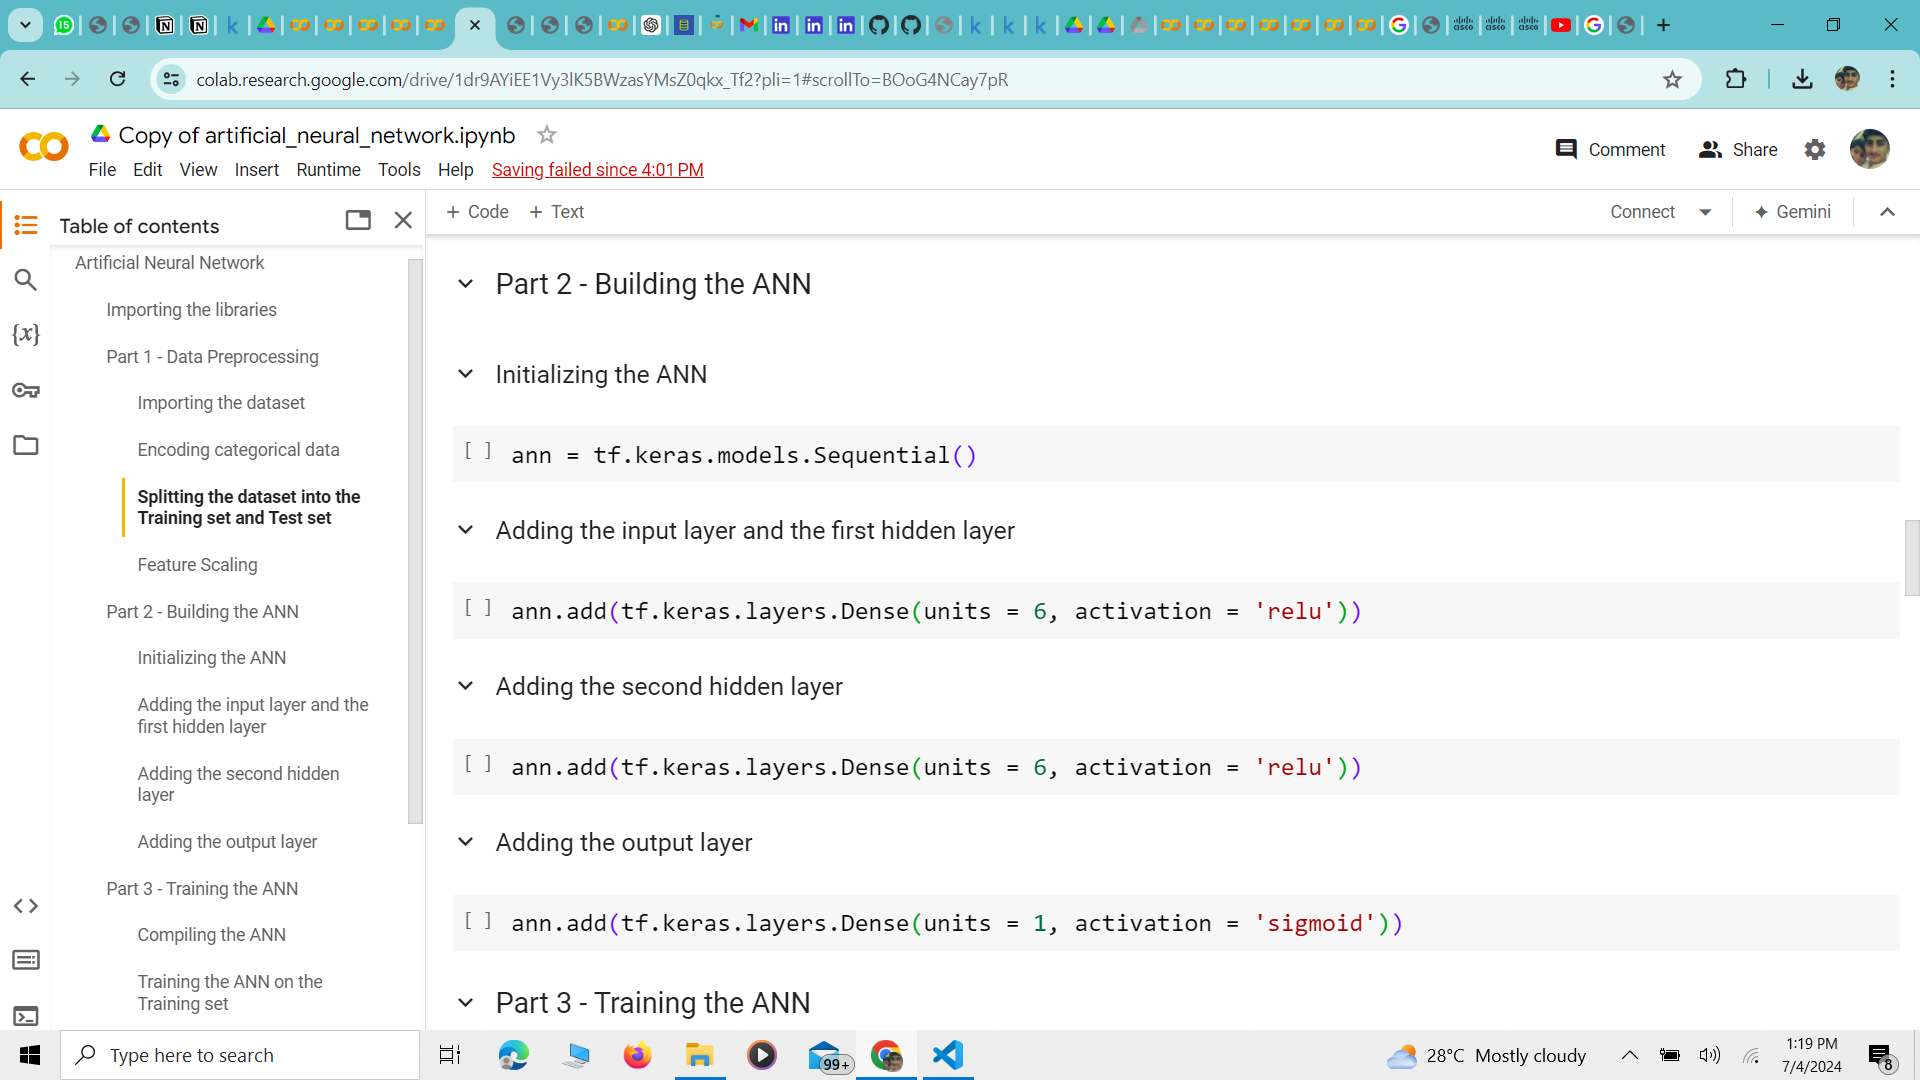 15
colab.research.google.com/drive/1dr9AYiEE1Vy3lK5BWzasYMsZ0qkx_Tf2?pli=1#scrollTo=BOoG4NCay7pR
Copy of artificial_neural_network.ipynb
File Edit View Insert Runtime Tools Help Saving failed since 4:01 PM
Comment Share
Table of contents
+ Code + Text
Connect Gemini
Artificial Neural Network
Importing the libraries
Part 1 - Data Preprocessing
Importing the dataset
Encoding categorical data
Splitting the dataset into the
Training set and Test set
Feature Scaling
Part 2 - Building the ANN
Initializing the ANN
Adding the input layer and the
first hidden layer
Adding the second hidden
layer
Adding the output layer
Part 3 - Training the ANN
Compiling the ANN
Training the ANN on the
Training set
Part 2 - Building the ANN
Initializing the ANN
[ ] ann = tf.keras.models.Sequential()
Adding the input layer and the first hidden layer
[ ] ann.add(tf.keras.layers.Dense(units = 6, activation = 'relu'))
Adding the second hidden layer
[ ] ann.add(tf.keras.layers.Dense(units = 6, activation = 'relu'))
Adding the output layer
[ ] ann.add(tf.keras.layers.Dense(units = 1, activation = 'sigmoid'))
Part 3 - Training the ANN
Type here to search
99+
28°C Mostly cloudy
1:19 PM
7/4/2024
8